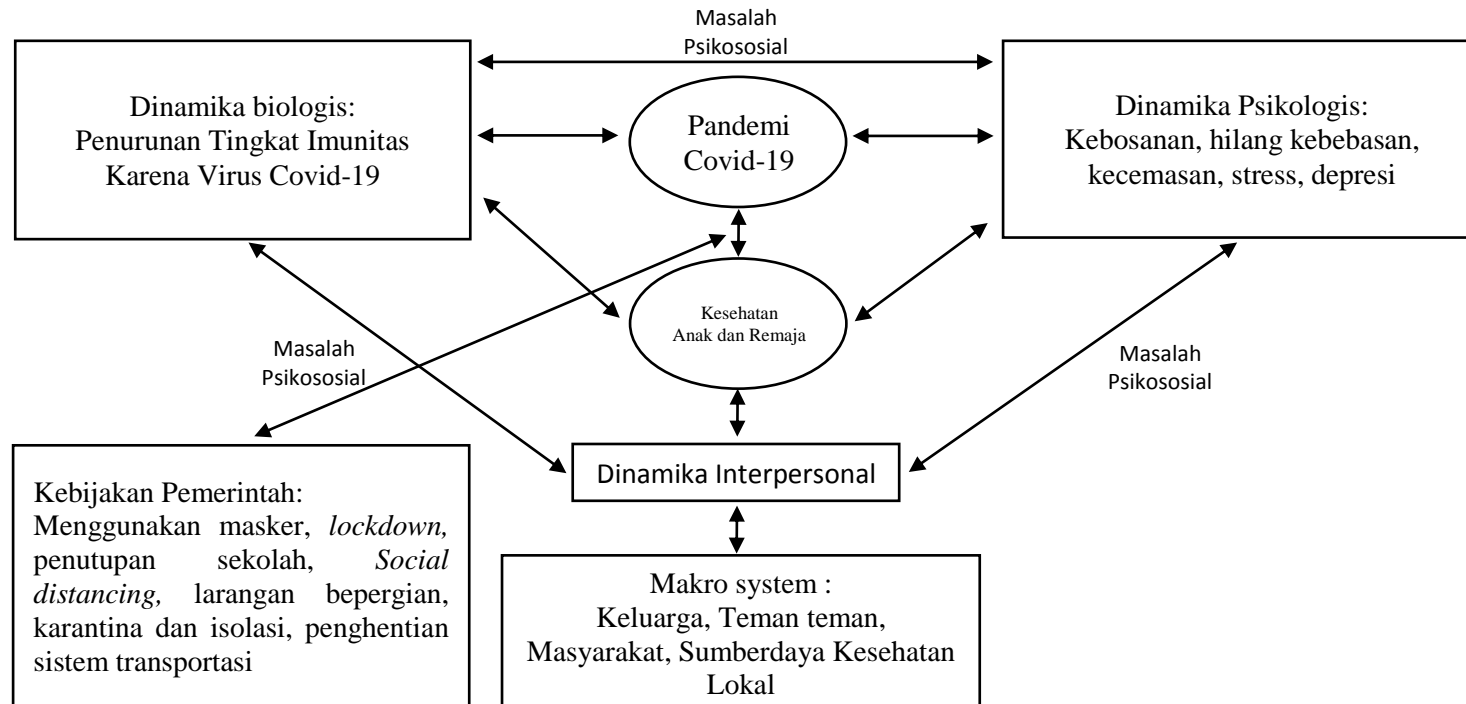 Masalah
Psikososial
Dinamika biologis:
Penurunan Tingkat Imunitas
Karena Virus Covid-19
Pandemi
Covid-19
Dinamika Psikologis:
Kebosanan, hilang kebebasan,
kecemasan, stress, depresi
Kesehatan
Anak dan Remaja
Masalah
Psikososial
Masalah
Psikososial
Dinamika Interpersonal
Kebijakan Pemerintah:
Menggunakan masker, lockdown,
penutupan sekolah, Social
distancing, larangan bepergian,
karantina dan isolasi, penghentian
sistem transportasi
Makro system :
Keluarga, Teman teman,
Masyarakat, Sumberdaya Kesehatan
Lokal